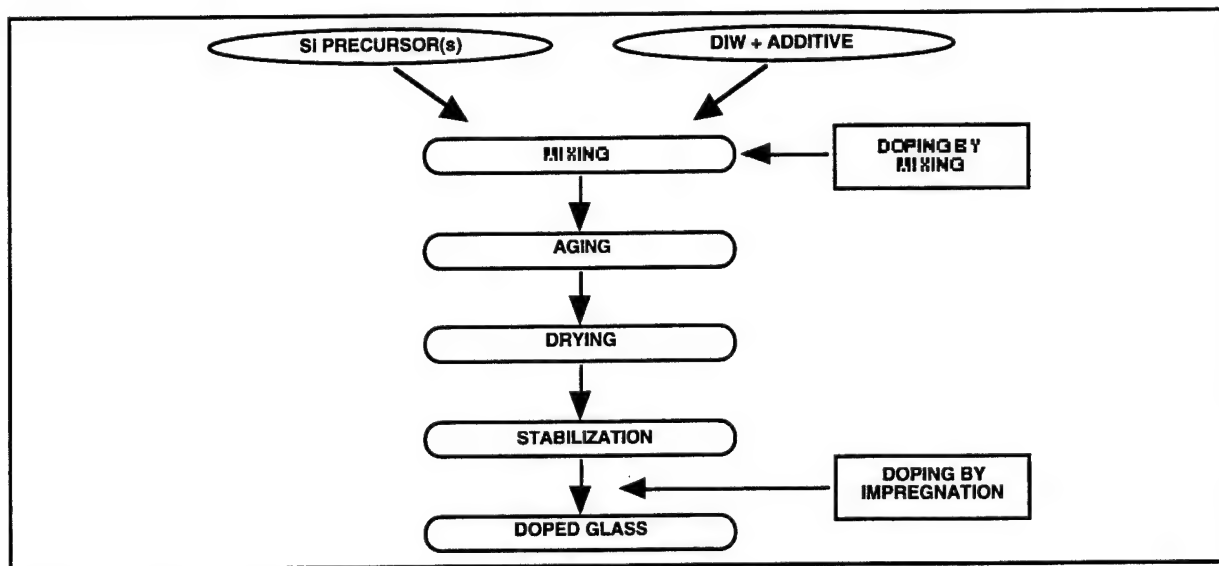 SI PRECURSOR(s)
DIW + ADDITIVE
MIXING
DOPING BY
MIXING
AGING
DRYING
STABILIZATION
DOPING BY
IMPREGNATION
DOPED GLASS